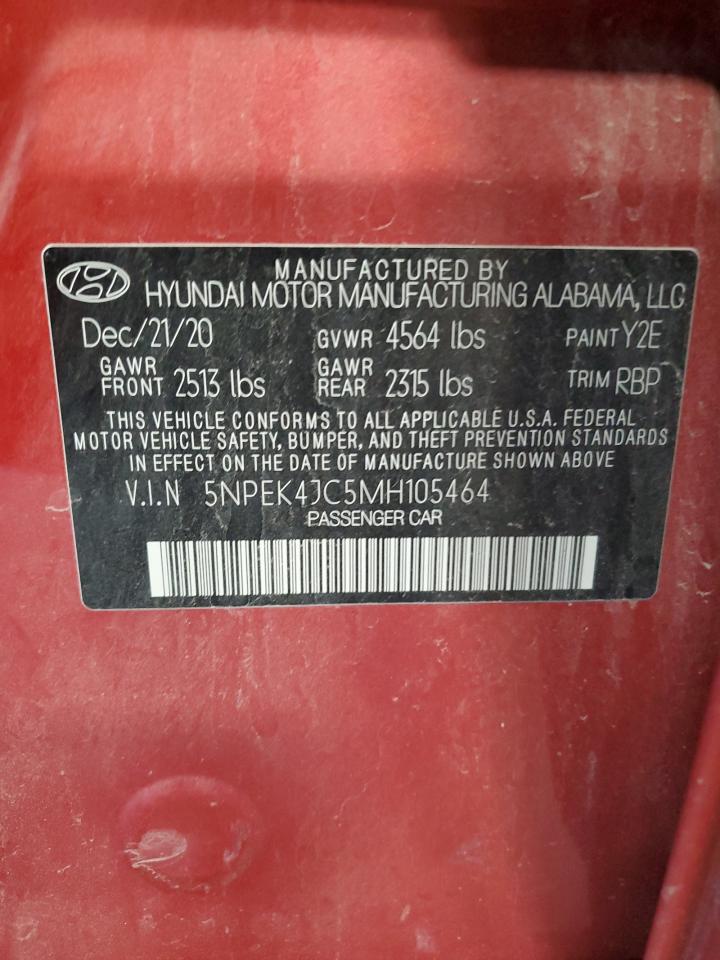 MANUFACTURED BY
HYUNDAI MOTOR MANUFACTURING ALABAMA, LLC
Dec/21/20 GVWR 4564 lbs PAINT Y2E
GAWR FRONT 2513 lbs GAWR REAR 2315 lbs TRIM RBP
THIS VEHICLE CONFORMS TO ALL APPLICABLE U.S.A. FEDERAL
MOTOR VEHICLE SAFETY, BUMPER, AND THEFT PREVENTION STANDARDS
IN EFFECT ON THE DATE OF MANUFACTURE SHOWN ABOVE
V.I.N 5NPEK4JC5MH105464
PASSENGER CAR